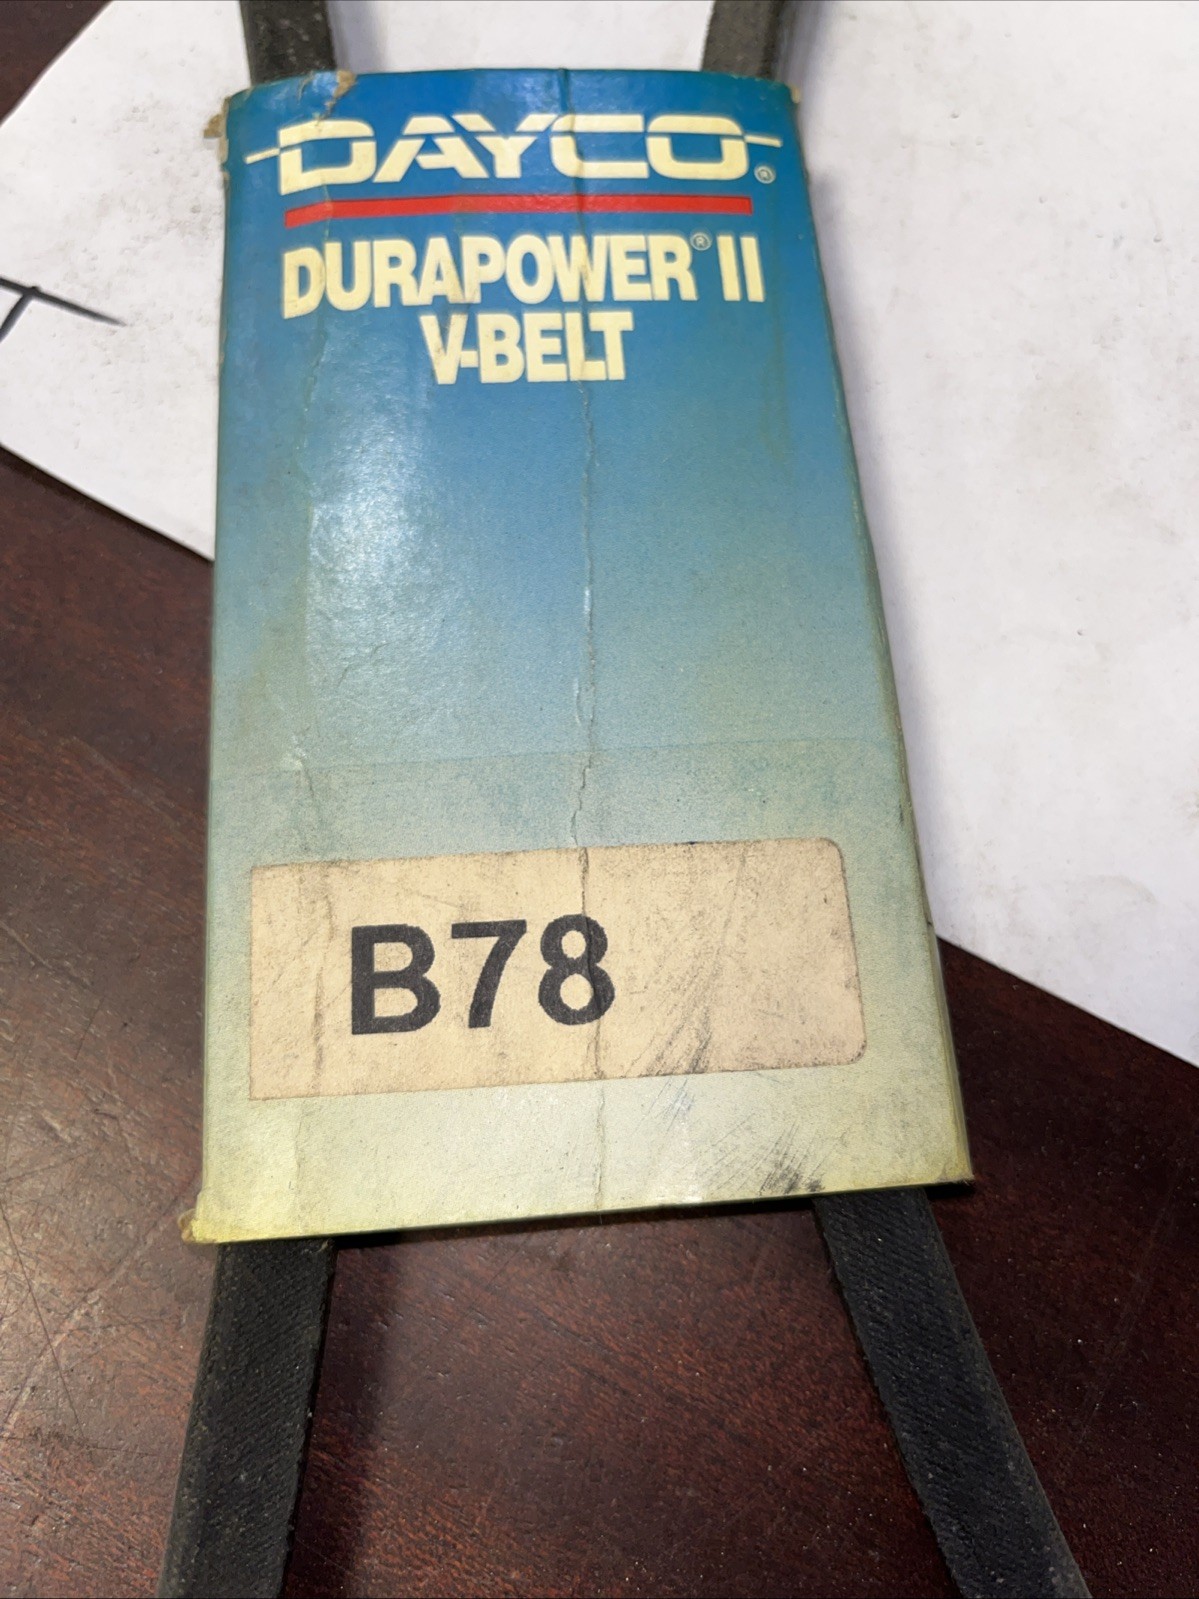 DAYCO®
DURAPOWER® II
V-BELT
B78